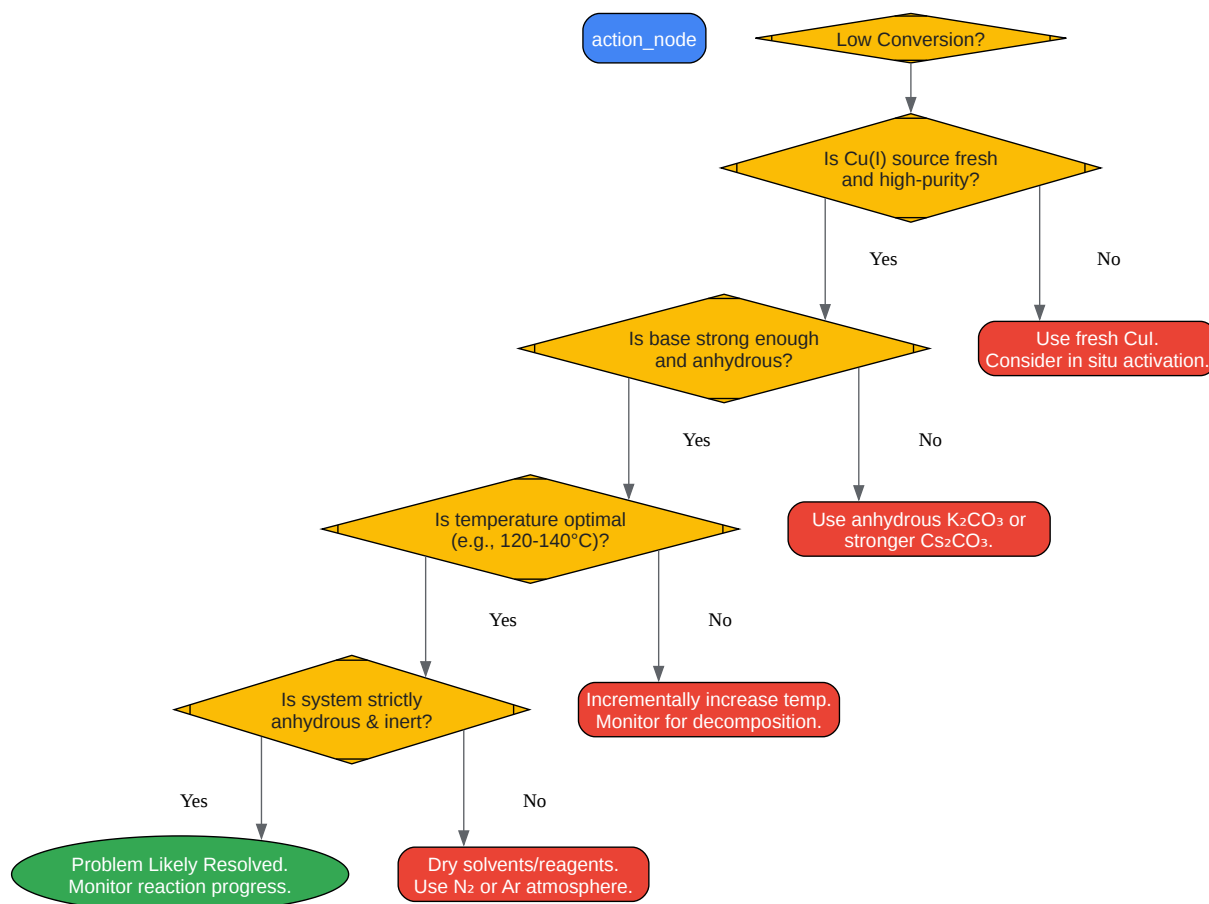 action_node
Low Conversion?
Is Cu(I) source fresh
and high-purity?
Yes
No
Is base strong enough
and anhydrous?
Use fresh CuI.
Consider in situ activation.
Yes
No
Is temperature optimal
(e.g., 120-140°C)?
Use anhydrous K₂CO₃ or
stronger Cs₂CO₃.
Yes
No
Is system strictly
anhydrous & inert?
Incrementally increase temp.
Monitor for decomposition.
Yes
No
Problem Likely Resolved.
Monitor reaction progress.
Dry solvents/reagents.
Use N₂ or Ar atmosphere.